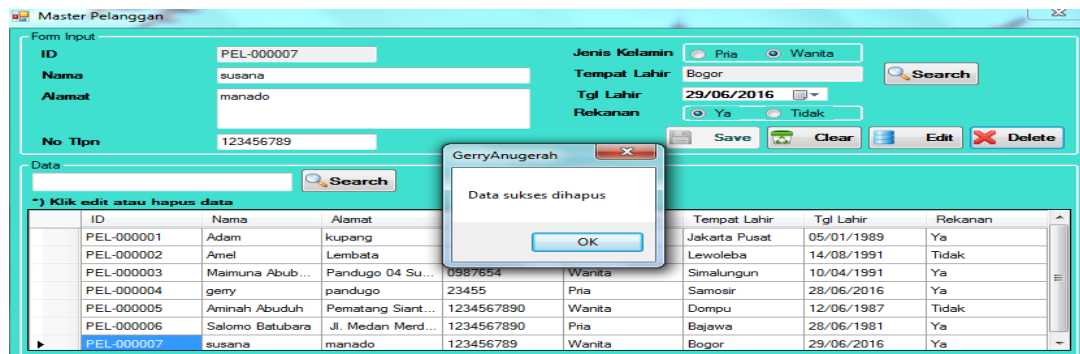 Master Pelanggan
Form Input
ID PEL-000007 Jenis Kelamin Pria Wanita
Nama susana Tempat Lahir Bogor Search
Alamat manado Tgl Lahir 29/06/2016
Rekanan Ya Tidak
No Tlpn 123456789 Save Clear Edit Delete
GerryAnugerah
Data sukses dihapus
OK
Data
Search
*) Klik edit atau hapus data
ID Nama Alamat Tempat Lahir Tgl Lahir Rekanan
PEL-000001 Adam kupang Jakarta Pusat 05/01/1989 Ya
PEL-000002 Amel Lembata Lewoleba 14/08/1991 Tidak
PEL-000003 Maimuna Abub... Pandugo 04 Su... 0987654 Wanita Simalungun 10/04/1991 Ya
PEL-000004 gerry pandugo 23455 Pria Samosir 28/06/2016 Ya
PEL-000005 Aminah Abuduh Pematang Siant... 1234567890 Wanita Dompu 12/06/1987 Tidak
PEL-000006 Salomo Batubara Jl. Medan Merd... 1234567890 Pria Bajawa 28/06/1981 Ya
PEL-000007 susana manado 123456789 Wanita Bogor 29/06/2016 Ya